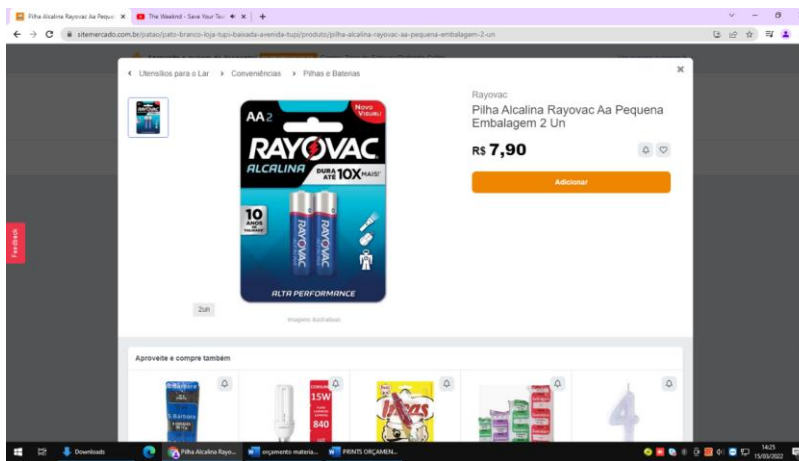 Pilha Alcalina Rayovac Aa Pequ
The Weeknd - Save Your Tea
sitemercado.com.br/patao/pato-branco-loja-tupi-baixada-avenida-tupi/produto/pilha-alcalina-rayovac-aa-pequena-embalagem-2-un
Utensílios para o Lar > Conveniências > Pilhas e Baterias
Rayovac
Pilha Alcalina Rayovac Aa Pequena
Embalagem 2 Un
R$ 7,90
Adicionar
AA2
Novo
Visual!
RAYOVAC
ALCALINA
DURA
ATÉ 10X MAIS!
10
ANOS
RAYOVAC
RAYOVAC
ALTA PERFORMANCE
2un
Imagens ilustrativas
Feedback
Aproveite e compre também
15W
840
Downloads
Pilha Alcalina Rayo...
orçamento materia...
PRINTS ORÇAMEN...
14:25
15/03/2022